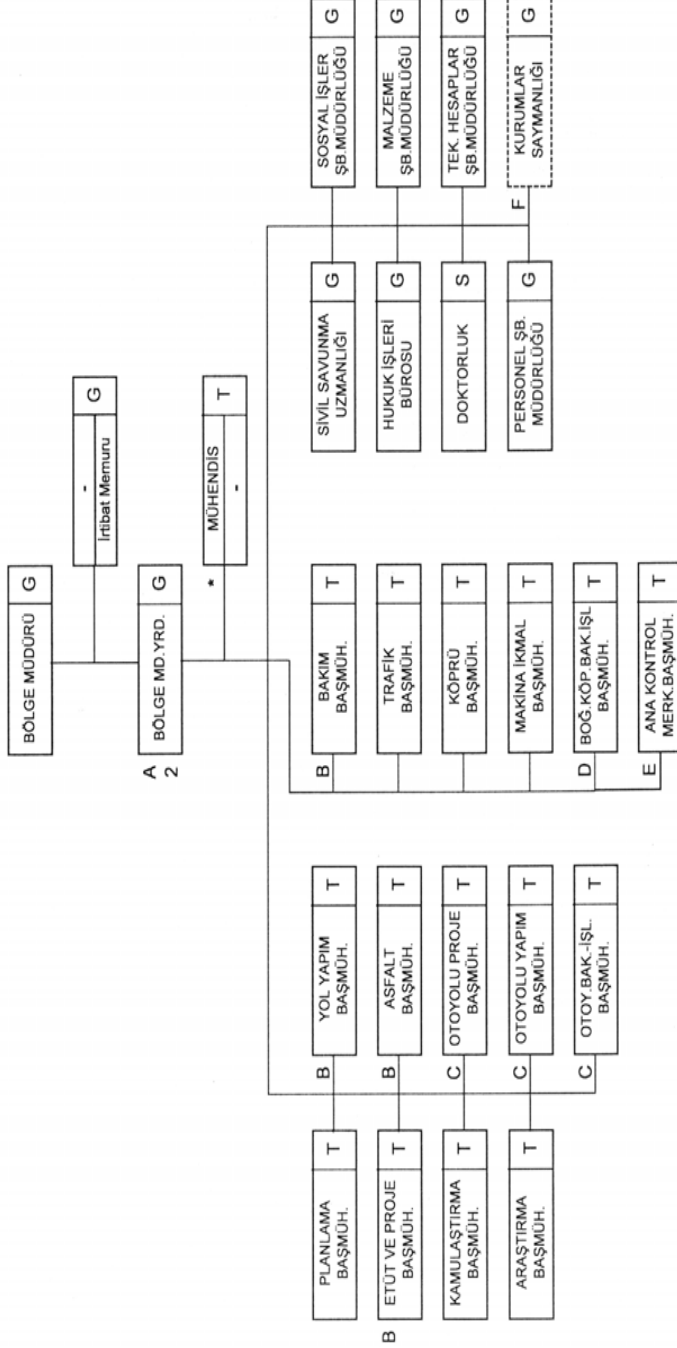 BÖLGE MÜDÜRÜ G
-
İrtibat Memuru G
A
2
BÖLGE MD.YRD. G
*
MÜHENDİS
-
T
PLANLAMA
BAŞMÜH. T
B
ETÜT VE PROJE
BAŞMÜH. T
KAMULAŞTIRMA
BAŞMÜH. T
ARAŞTIRMA
BAŞMÜH. T
B
YOL YAPIM
BAŞMÜH. T
B
ASFALT
BAŞMÜH. T
C
OTOYOLU PROJE
BAŞMÜH. T
C
OTOYOLU YAPIM
BAŞMÜH. T
C
OTOY.BAK.-İŞL.
BAŞMÜH. T
B
BAKIM
BAŞMÜH. T
TRAFİK
BAŞMÜH. T
KÖPRÜ
BAŞMÜH. T
MAKİNA İKMAL
BAŞMÜH. T
D
BOĞ.KÖP.BAK.İŞL
BAŞMÜH. T
E
ANA KONTROL
MERK.BAŞMÜH. T
SİVİL SAVUNMA
UZMANLIĞI G
HUKUK İŞLERİ
BÜROSU G
DOKTORLUK S
PERSONEL ŞB.
MÜDÜRLÜĞÜ G
SOSYAL İŞLER
ŞB.MÜDÜRLÜĞÜ G
MALZEME
ŞB.MÜDÜRLÜĞÜ G
TEK. HESAPLAR
ŞB.MÜDÜRLÜĞÜ G
F
KURUMLAR
SAYMANLIĞI G